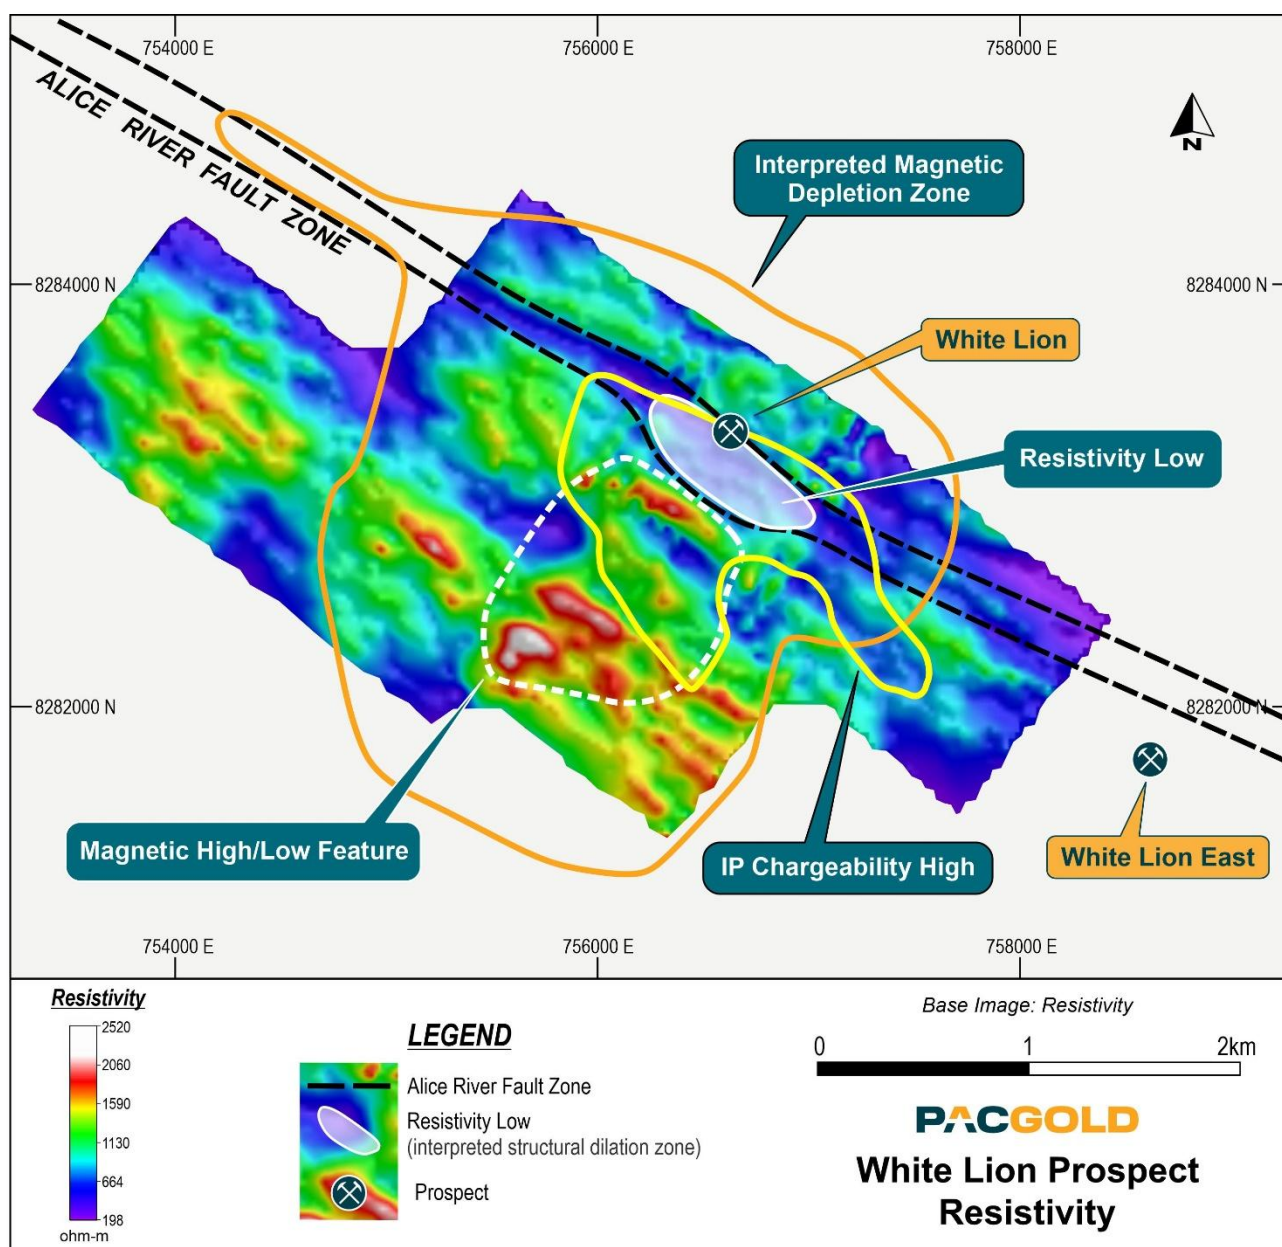 754000 E
756000 E
758000 E
ALICE RIVER FAULT ZONE
N
Interpreted Magnetic
Depletion Zone
8284000 N
8284000 N
White Lion
Resistivity Low
8282000 N
8282000 N
Magnetic High/Low Feature
IP Chargeability High
White Lion East
754000 E
756000 E
758000 E
Resistivity
2520
2060
1590
1130
664
198
ohm-m
LEGEND
Alice River Fault Zone
Resistivity Low
(interpreted structural dilation zone)
Prospect
Base Image: Resistivity
0 1 2km
PACGOLD
White Lion Prospect
Resistivity